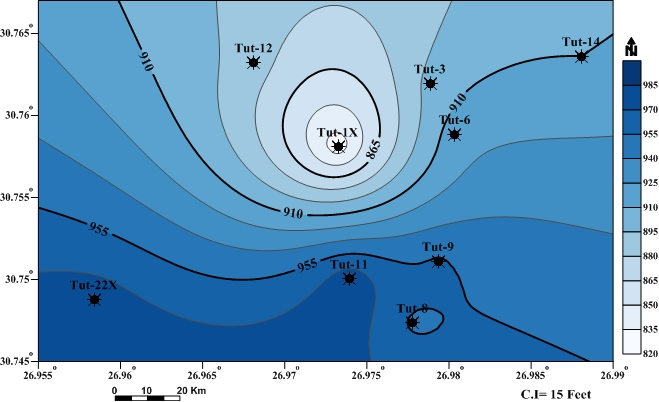 N
30.765°
Tut-12
Tut-14
910
Tut-3
985
970
955
940
925
910
895
880
865
850
835
820
910
30.76°
Tut-6
Tut-1X
865
30.755°
910
955
Tut-9
955
Tut-11
30.75°
Tut-22X
Tut-8
30.745°
26.955° 26.96° 26.965° 26.97° 26.975° 26.98° 26.985° 26.99°
0 10 20 Km
C.I= 15 Feet